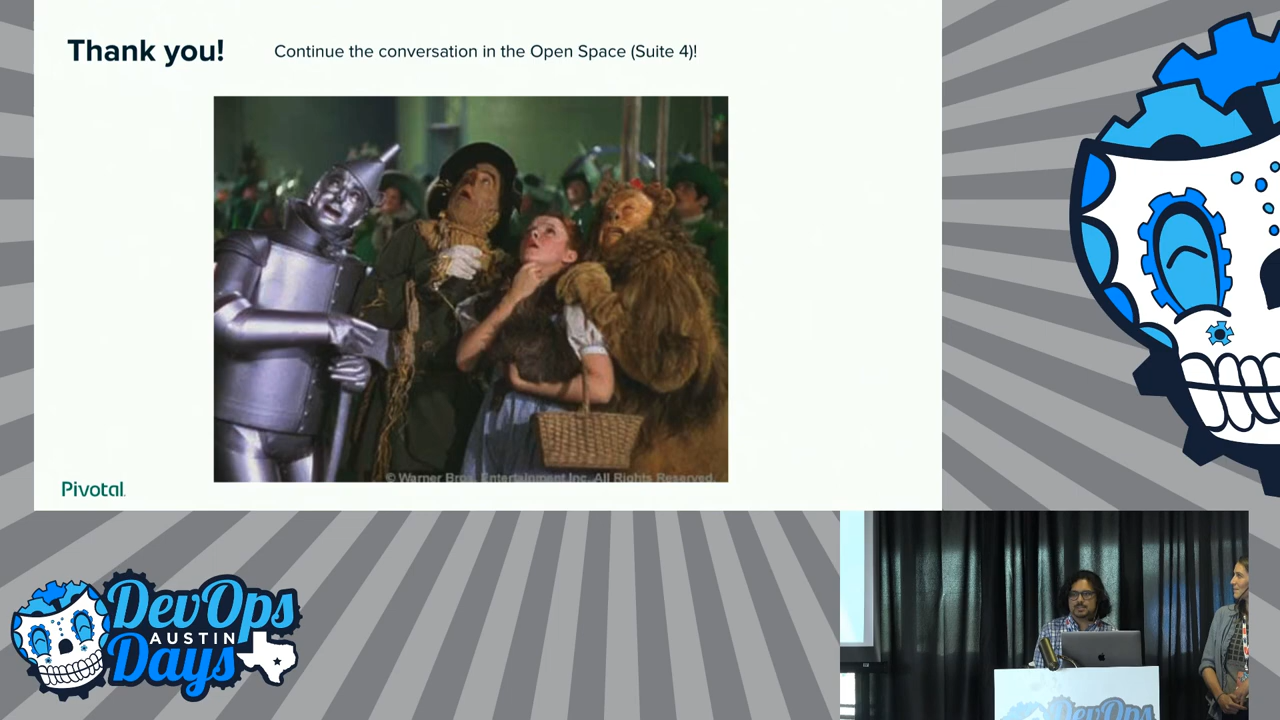 Thank you!
Continue the conversation in the Open Space (Suite 4)!
© Warner Bros. Entertainment Inc. All Rights Reserved.
Pivotal
DevOps
AUSTIN
Days
DevOps